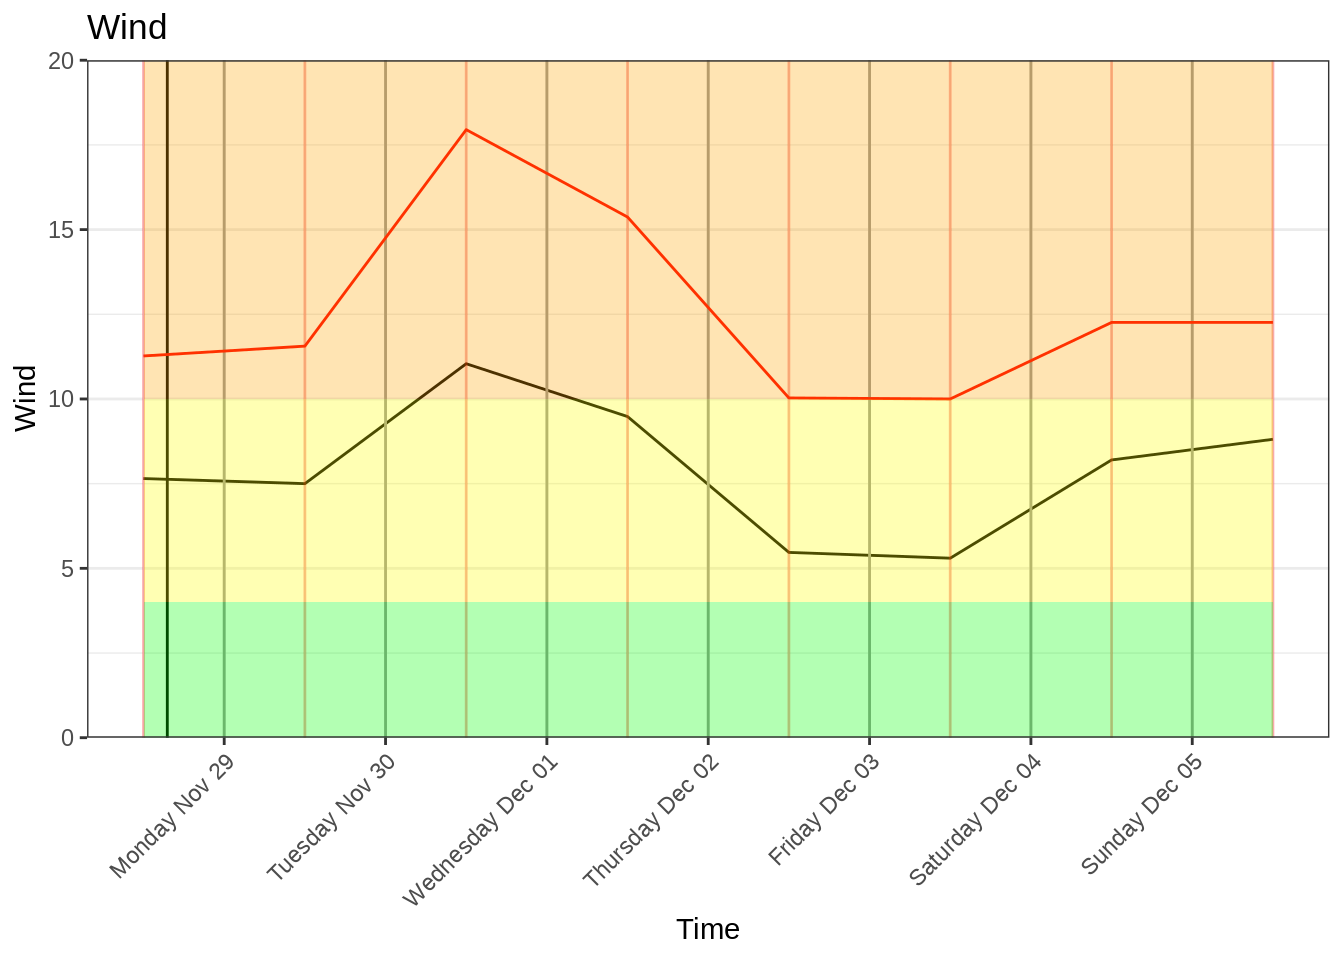 Wind
20
15
10
5
0
Wind
Monday Nov 29
Tuesday Nov 30
Wednesday Dec 01
Thursday Dec 02
Friday Dec 03
Saturday Dec 04
Sunday Dec 05
Time